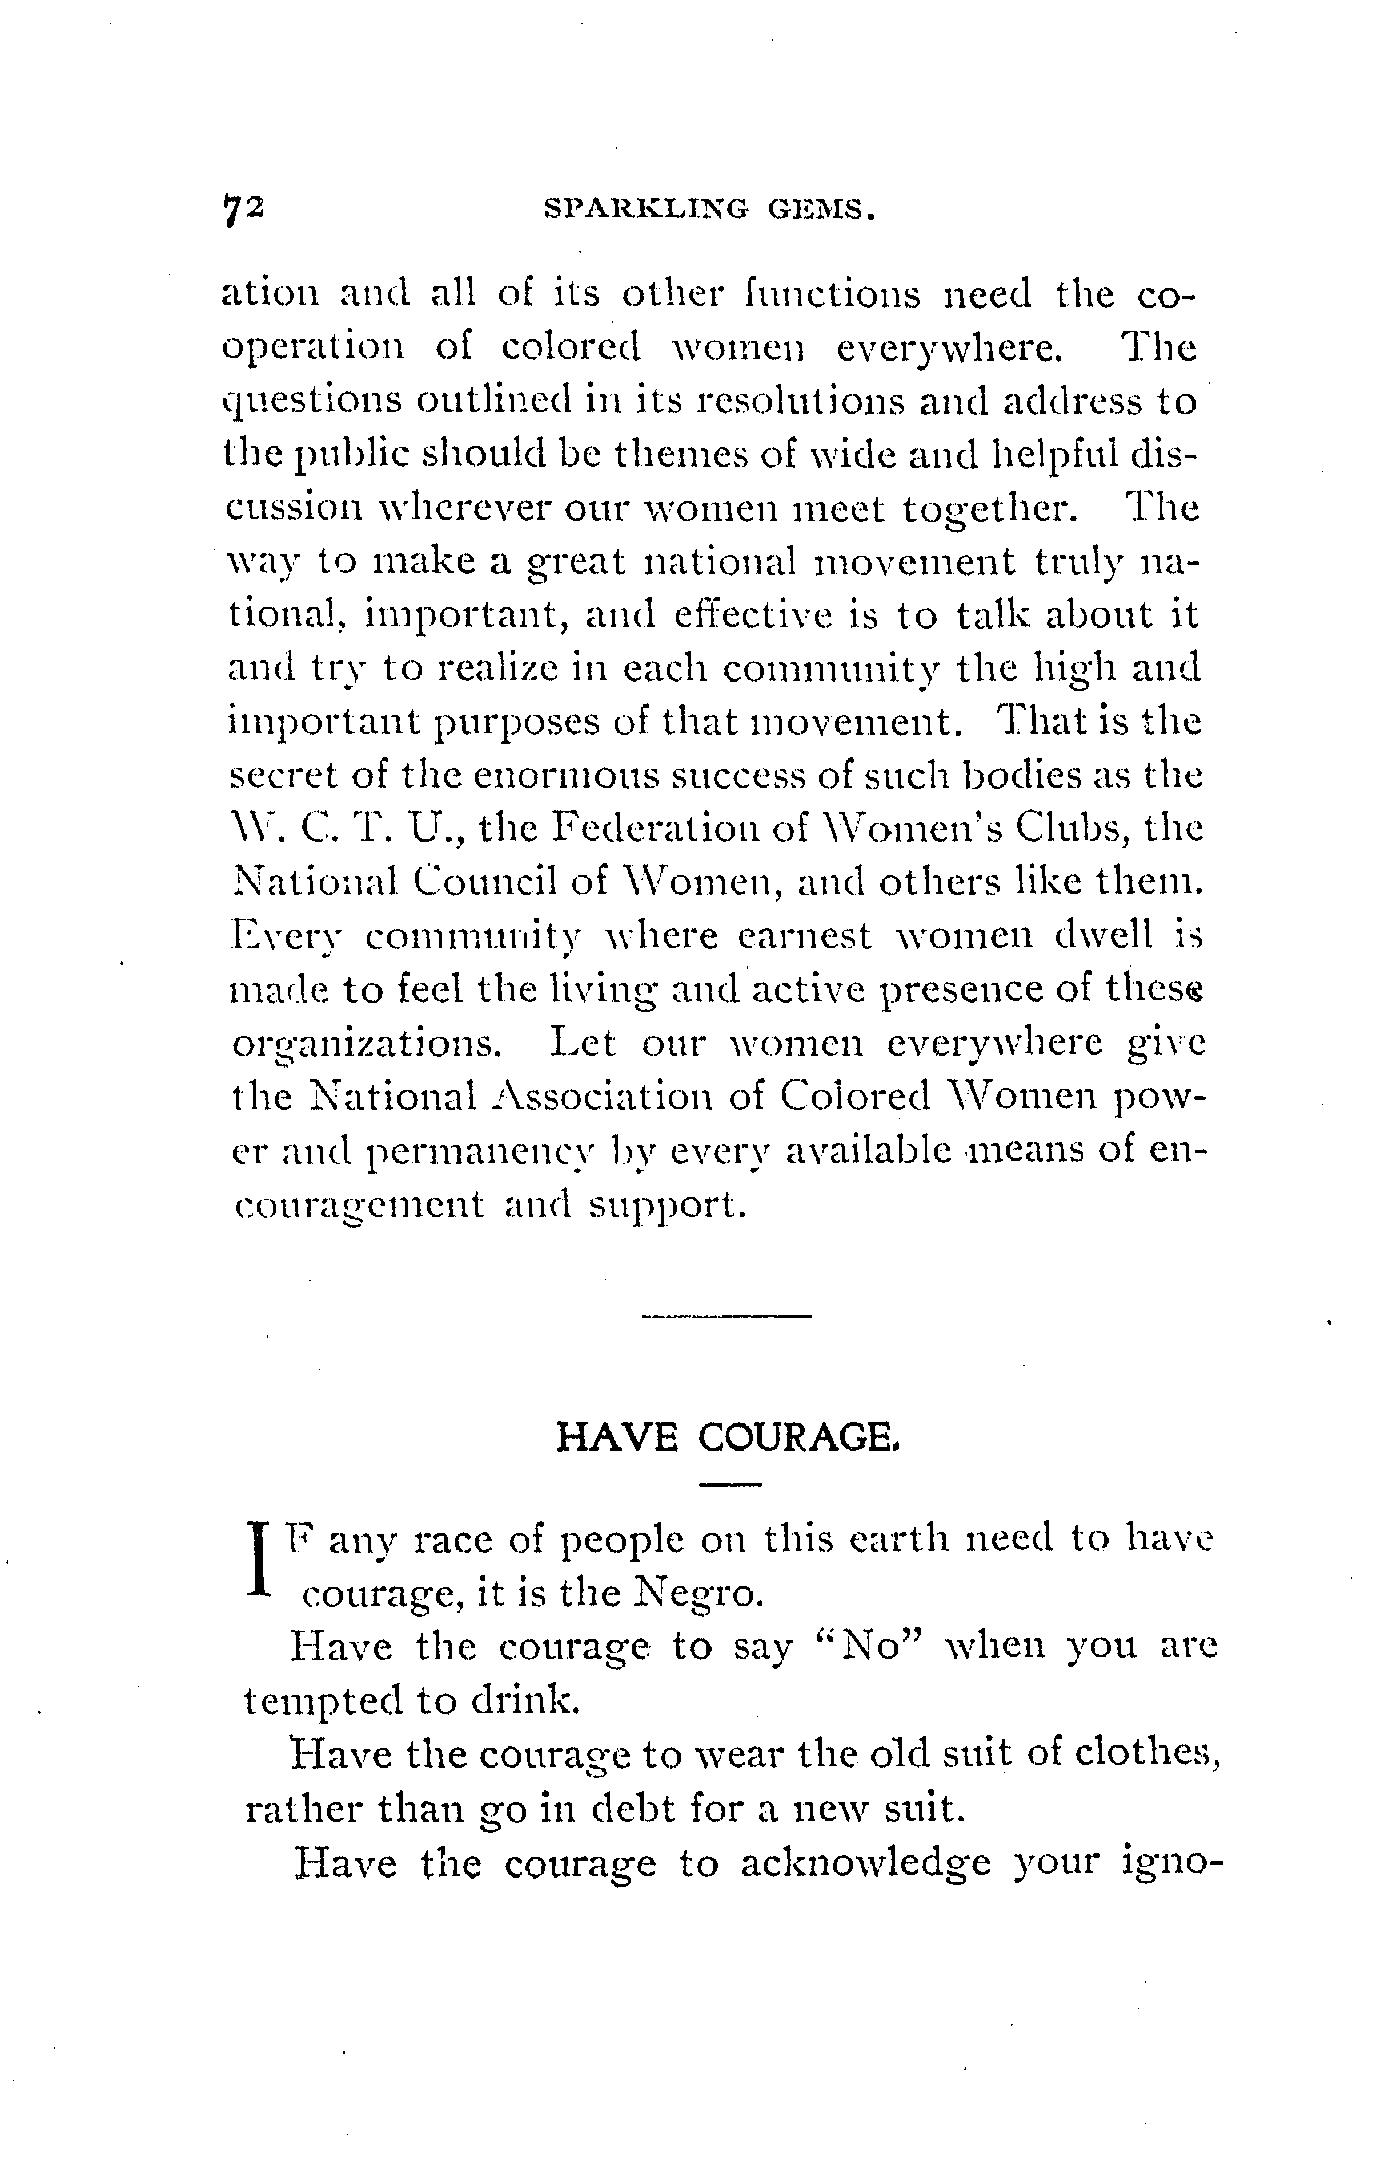 72 SPARKLING GEMS.
ation and all of its other functions need the co-
operation of colored women everywhere. The
questions outlined in its resolutions and address to
the public should be themes of wide and helpful dis-
cussion wherever our women meet together. The
way to make a great national movement truly na-
tional, important, and effective is to talk about it
and try to realize in each community the high and
important purposes of that movement. That is the
secret of the enormous success of such bodies as the
W. C. T. U., the Federation of Women's Clubs, the
National Council of Women, and others like them.
Every community where earnest women dwell is
made to feel the living and active presence of these
organizations. Let our women everywhere give
the National Association of Colored Women pow-
er and permanency by every available means of en-
couragement and support.
HAVE COURAGE.
IF any race of people on this earth need to have
courage, it is the Negro.
Have the courage to say "No" when you are
tempted to drink.
Have the courage to wear the old suit of clothes,
rather than go in debt for a new suit.
Have the courage to acknowledge your igno-